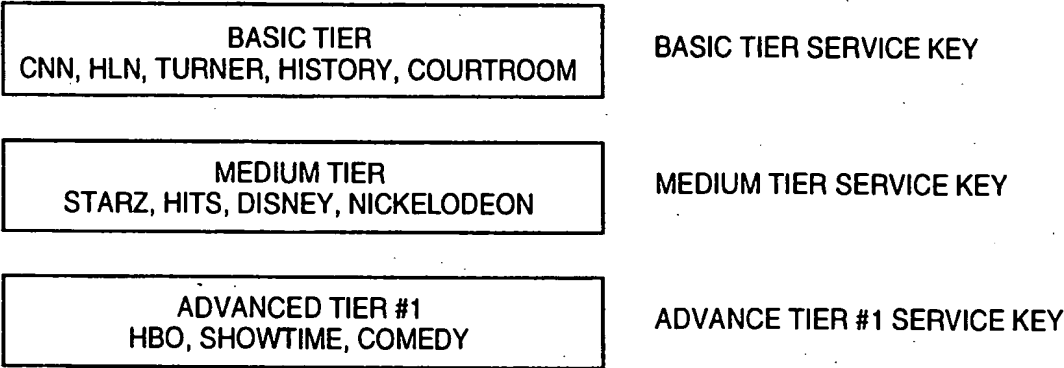 BASIC TIER
CNN, HLN, TURNER, HISTORY, COURTROOM
BASIC TIER SERVICE KEY
MEDIUM TIER
STARZ, HITS, DISNEY, NICKELODEON
MEDIUM TIER SERVICE KEY
ADVANCED TIER #1
HBO, SHOWTIME, COMEDY
ADVANCE TIER #1 SERVICE KEY